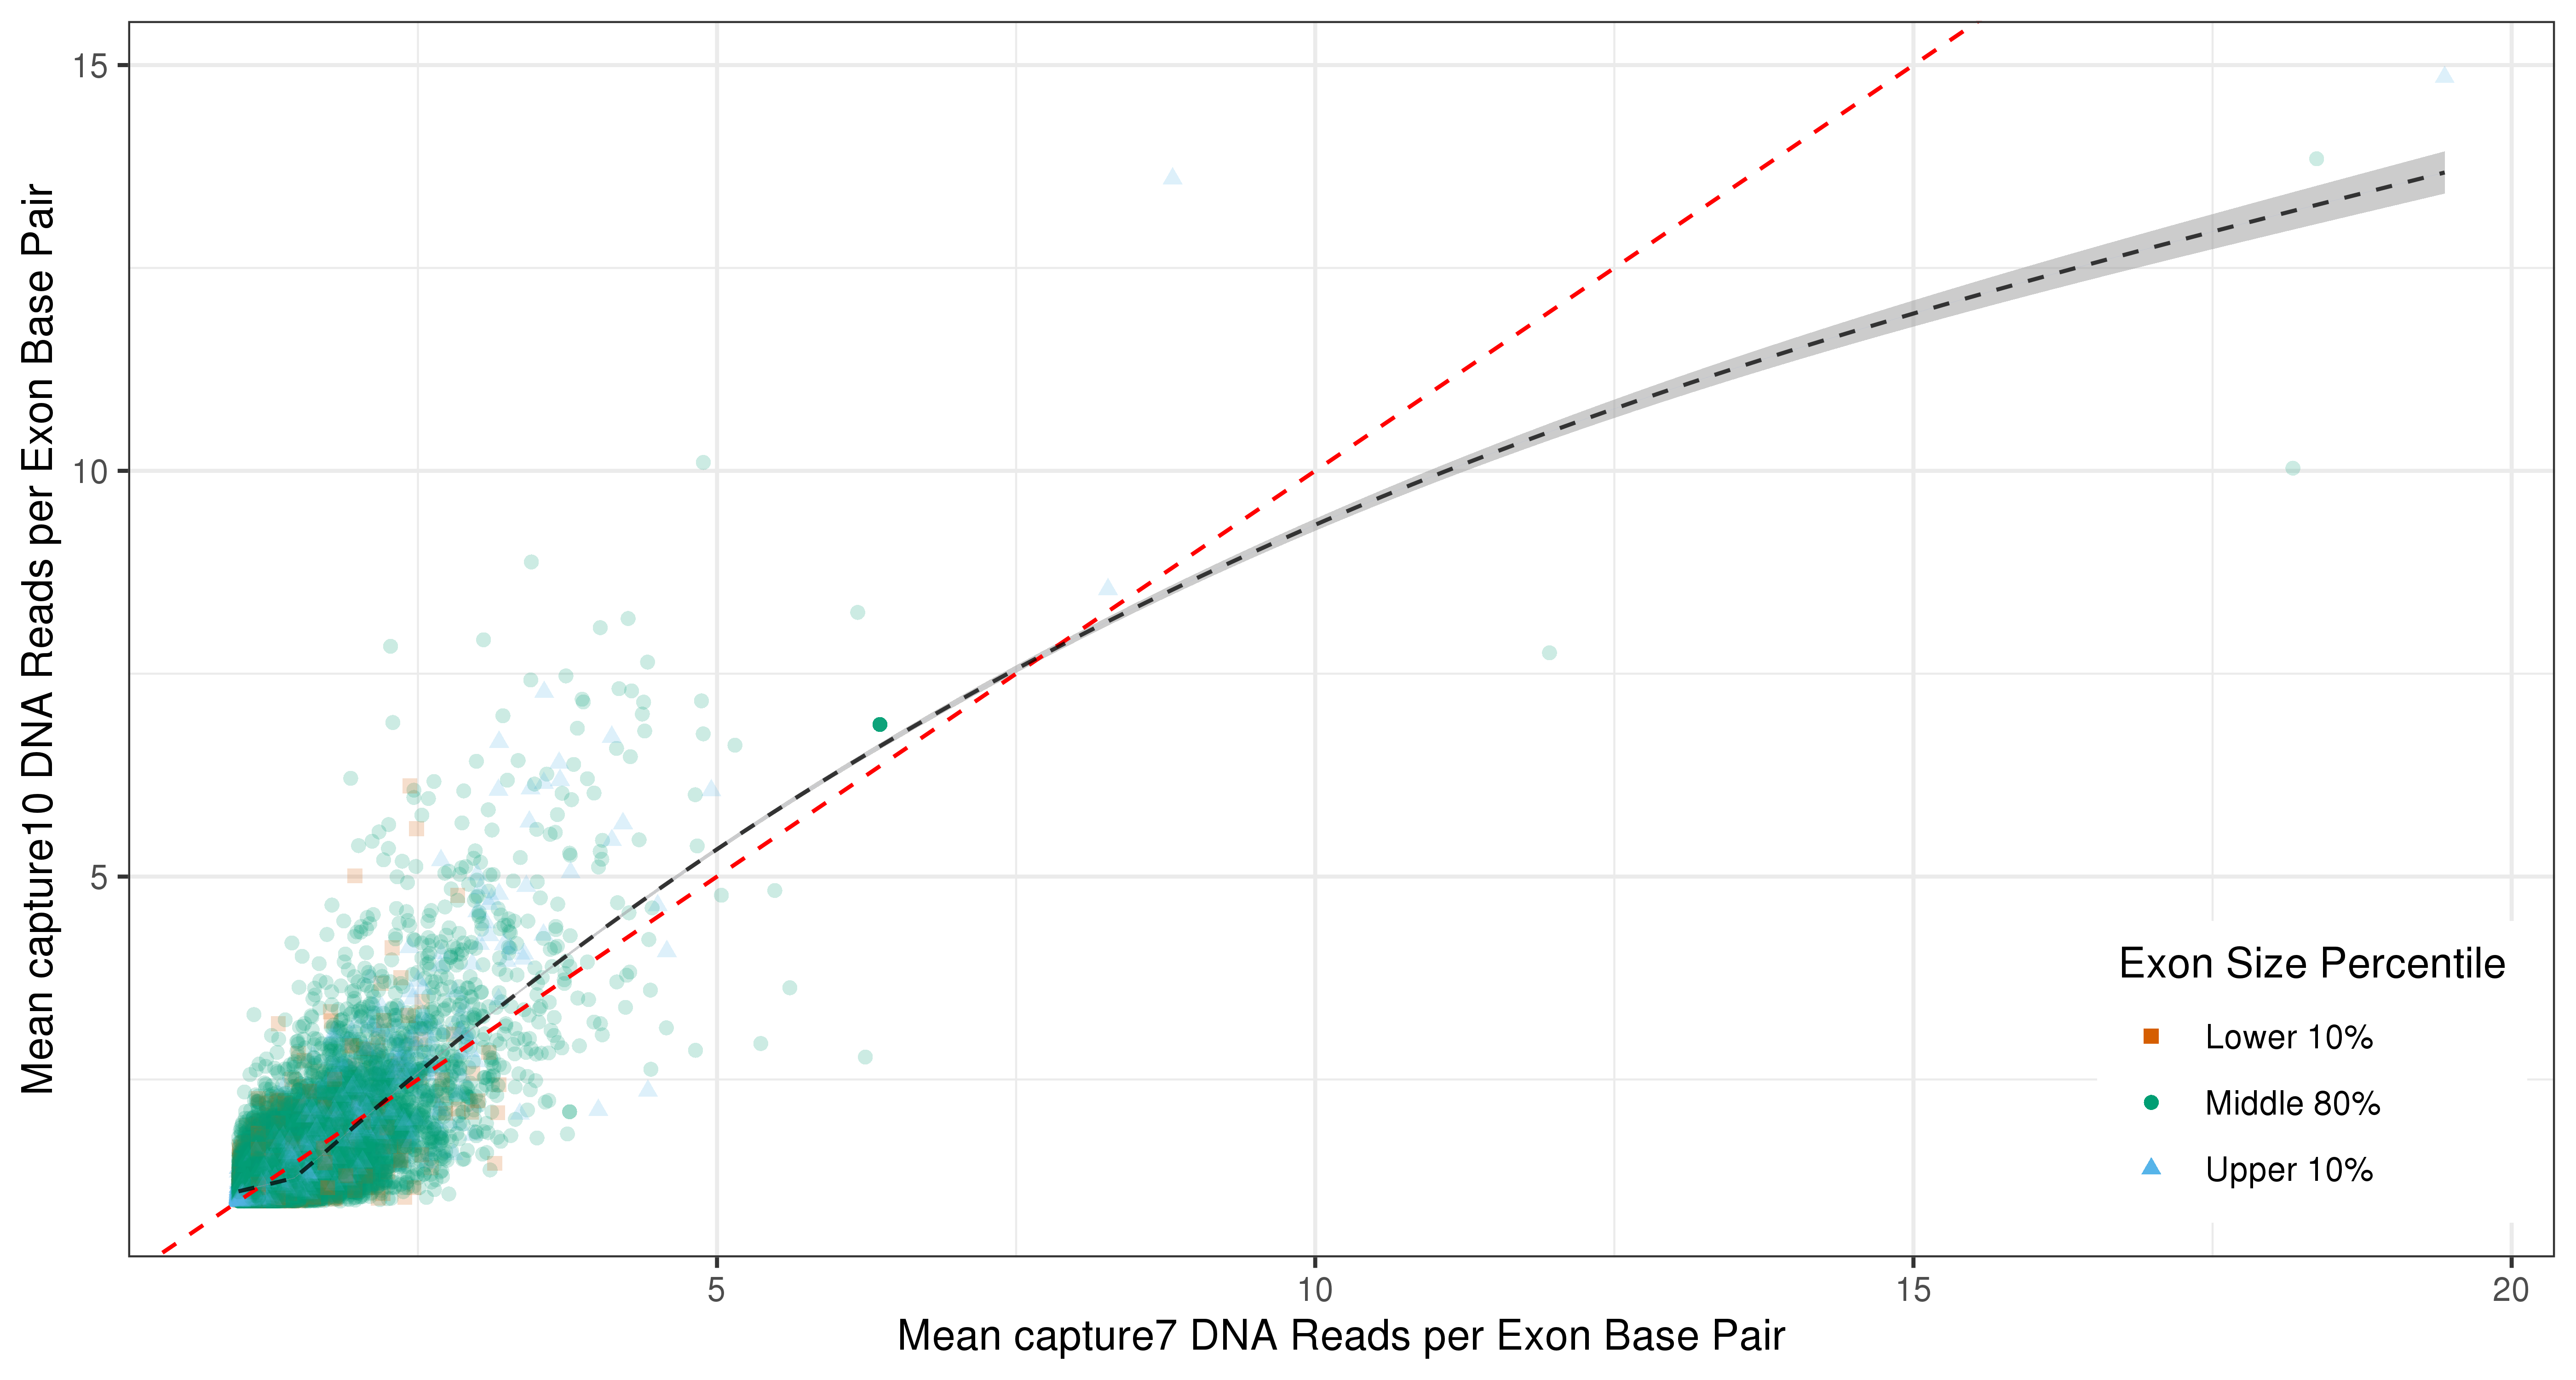 Mean capture10 DNA Reads per Exon Base Pair
15
10
5
5
10
15
20
Mean capture7 DNA Reads per Exon Base Pair
Exon Size Percentile
Lower 10%
Middle 80%
Upper 10%